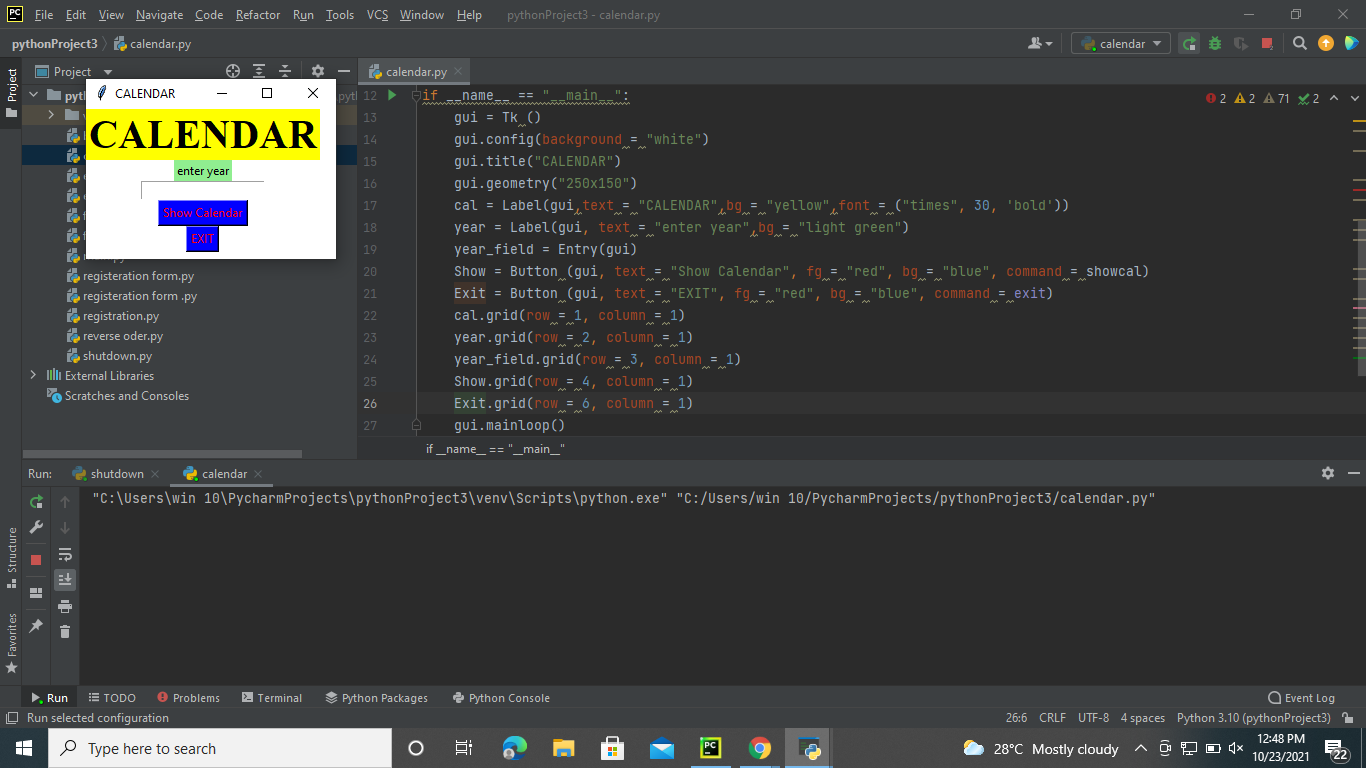 PC File Edit View Navigate Code Refactor Run Tools VCS Window Help pythonProject3 - calendar.py
pythonProject3 calendar.py calendar
Project
Project
calendar.py
pyth
CALENDAR
CALENDAR
enter year
Show Calendar
EXIT
registeration form.py
registeration form .py
registration.py
reverse oder.py
shutdown.py
External Libraries
Scratches and Consoles
2 2 71 2
12 if __name__ == "__main__":
13 gui = Tk ()
14 gui.config(background = "white")
15 gui.title("CALENDAR")
16 gui.geometry("250x150")
17 cal = Label(gui,text = "CALENDAR",bg = "yellow",font = ("times", 30, 'bold'))
18 year = Label(gui, text = "enter year",bg = "light green")
19 year_field = Entry(gui)
20 Show = Button (gui, text = "Show Calendar", fg = "red", bg = "blue", command = showcal)
21 Exit = Button (gui, text = "EXIT", fg = "red", bg = "blue", command = exit)
22 cal.grid(row = 1, column = 1)
23 year.grid(row = 2, column = 1)
24 year_field.grid(row = 3, column = 1)
25 Show.grid(row = 4, column = 1)
26 Exit.grid(row = 6, column = 1)
27 gui.mainloop()
if __name__ == "__main__"
Run: shutdown calendar
"C:\Users\win 10\PycharmProjects\pythonProject3\venv\Scripts\python.exe" "C:/Users/win 10/PycharmProjects/pythonProject3/calendar.py"
Structure
Favorites
Run TODO Problems Terminal Python Packages Python Console Event Log
Run selected configuration 26:6 CRLF UTF-8 4 spaces Python 3.10 (pythonProject3)
Type here to search
PC
28°C Mostly cloudy
12:48 PM
10/23/2021
22